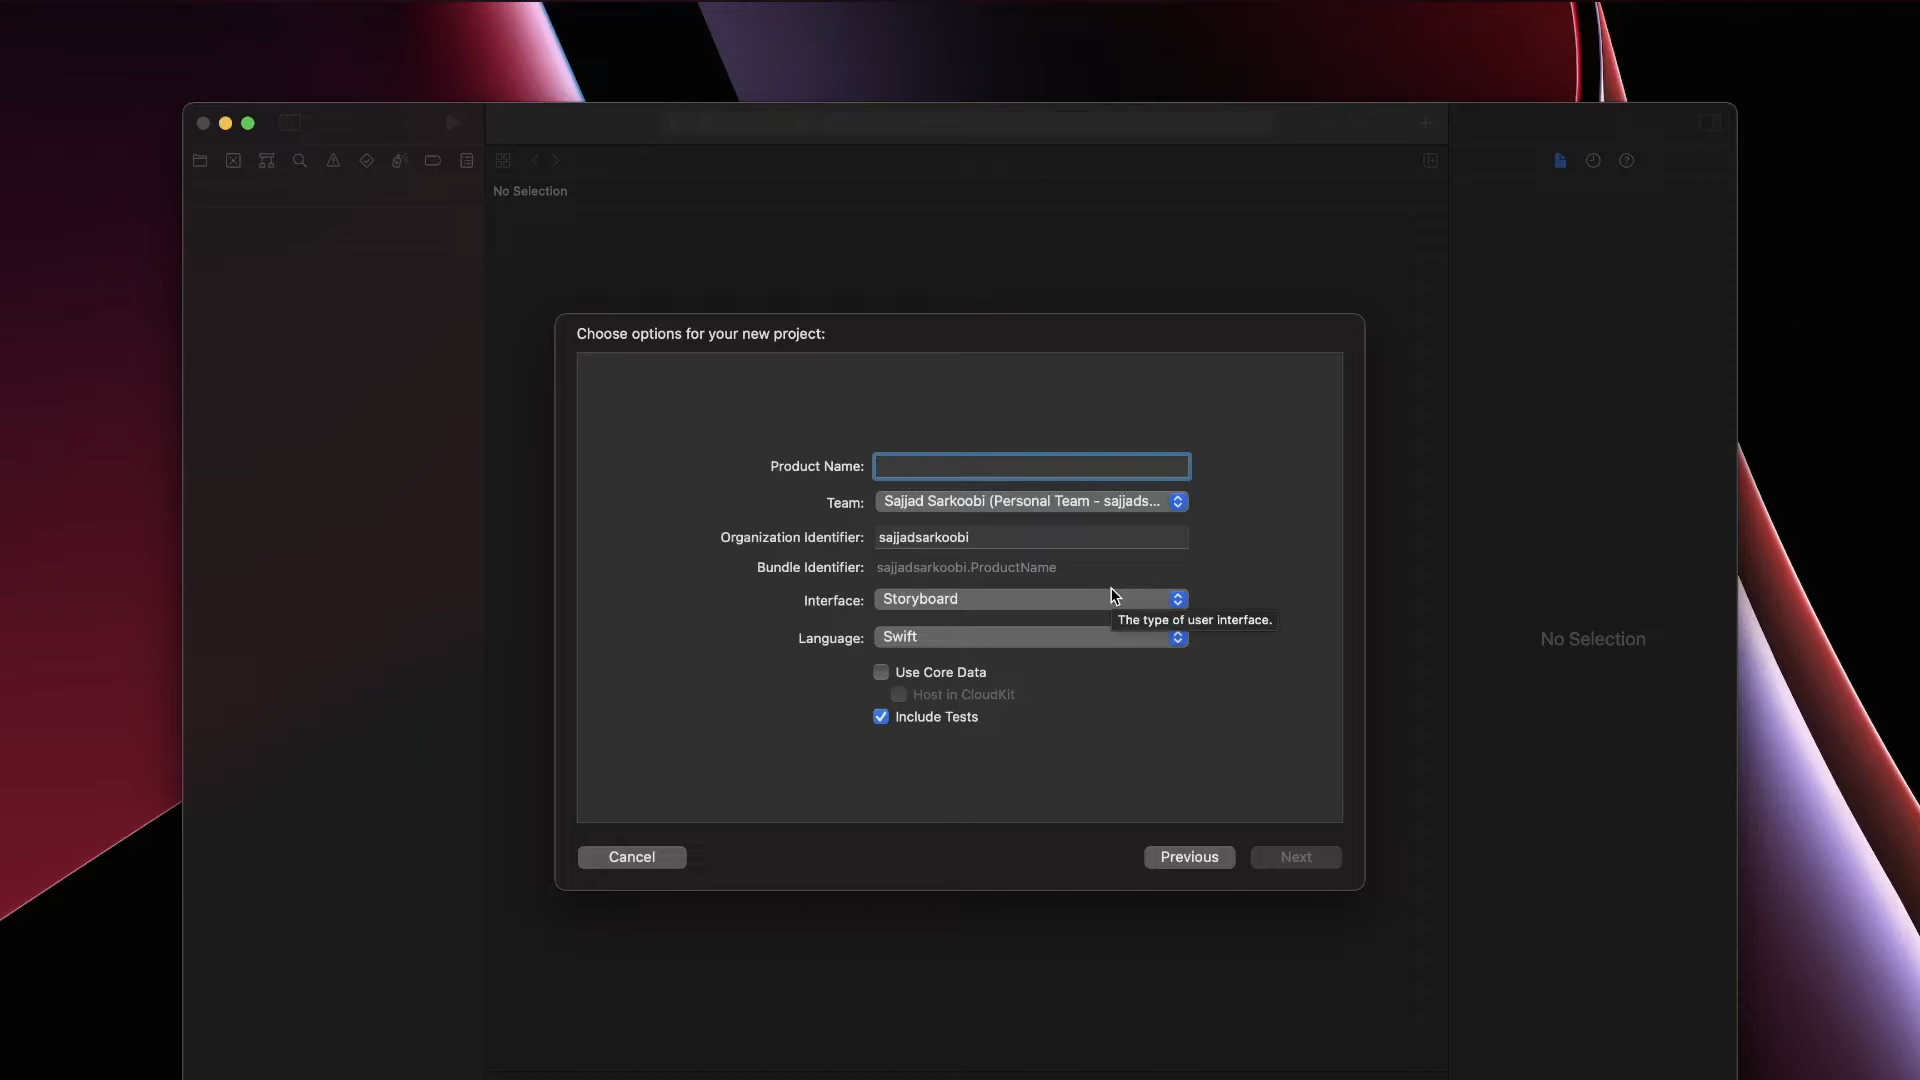 No Selection
Choose options for your new project:
Product Name:
Team: Sajjad Sarkoobi (Personal Team - sajjads...
Organization Identifier: sajjadsarkoobi
Bundle Identifier: sajjadsarkoobi.ProductName
Interface: Storyboard
The type of user interface.
Language: Swift
No Selection
Use Core Data
Host in CloudKit
Include Tests
Cancel Previous Next